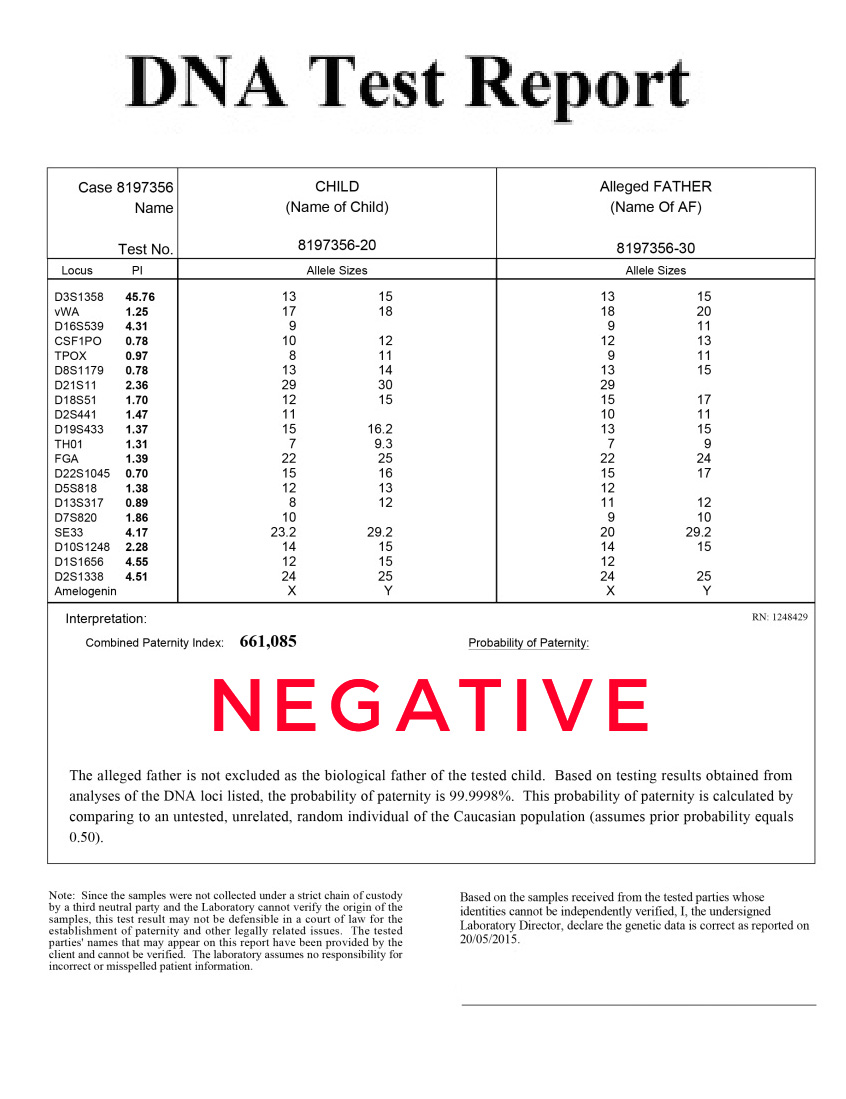 DNA Test Report
Case 8197356 CHILD Alleged FATHER
Name (Name of Child) (Name Of AF)
Test No. 8197356-20 8197356-30
Locus PI Allele Sizes Allele Sizes
D3S1358 45.76 13 15 13 15
vWA 1.25 17 18 18 20
D16S539 4.31 9 9 11
CSF1PO 0.78 10 12 12 13
TPOX 0.97 8 11 9 11
D8S1179 0.78 13 14 13 15
D21S11 2.36 29 30 29
D18S51 1.70 12 15 15 17
D2S441 1.47 11 10 11
D19S433 1.37 15 16.2 13 15
TH01 1.31 7 9.3 7 9
FGA 1.39 22 25 22 24
D22S1045 0.70 15 16 15 17
D5S818 1.38 12 13 12
D13S317 0.89 8 12 11 12
D7S820 1.86 10 9 10
SE33 4.17 23.2 29.2 20 29.2
D10S1248 2.28 14 15 14 15
D1S1656 4.55 12 15 12
D2S1338 4.51 24 25 24 25
Amelogenin X Y X Y
Interpretation: RN: 1248429
Combined Paternity Index: 661,085 Probability of Paternity:
NEGATIVE
The alleged father is not excluded as the biological father of the tested child. Based on testing results obtained from
analyses of the DNA loci listed, the probability of paternity is 99.9998%. This probability of paternity is calculated by
comparing to an untested, unrelated, random individual of the Caucasian population (assumes prior probability equals
0.50).
Note: Since the samples were not collected under a strict chain of custody
by a third neutral party and the Laboratory cannot verify the origin of the
samples, this test result may not be defensible in a court of law for the
establishment of paternity and other legally related issues. The tested
parties' names that may appear on this report have been provided by the
client and cannot be verified. The laboratory assumes no responsibility for
incorrect or misspelled patient information.
Based on the samples received from the tested parties whose
identities cannot be independently verified, I, the undersigned
Laboratory Director, declare the genetic data is correct as reported on
20/05/2015.